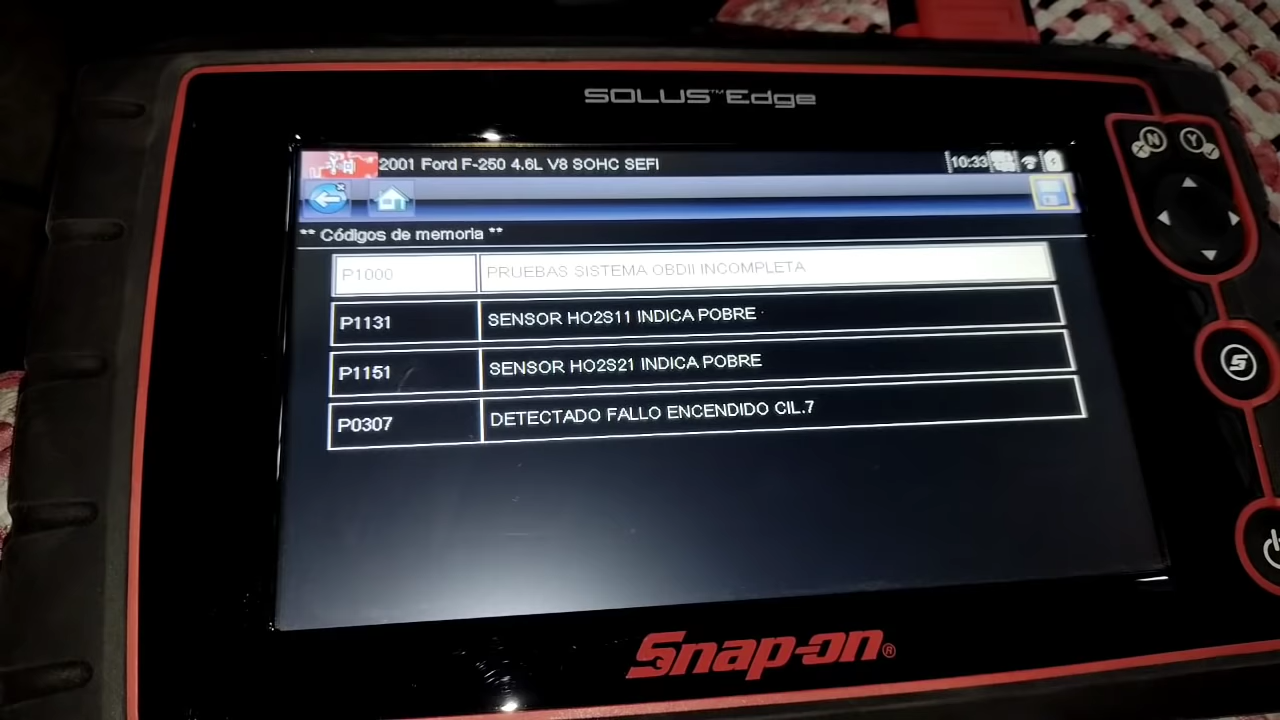 SOLUS™ Edge
2001 Ford F-250 4.6L V8 SOHC SEFI 10:33
** Códigos de memoria **
P1000 PRUEBAS SISTEMA OBDII INCOMPLETA
P1131 SENSOR HO2S11 INDICA POBRE
P1151 SENSOR HO2S21 INDICA POBRE
P0307 DETECTADO FALLO ENCENDIDO CIL.7
Snap-on®
N X
Y ✓
S